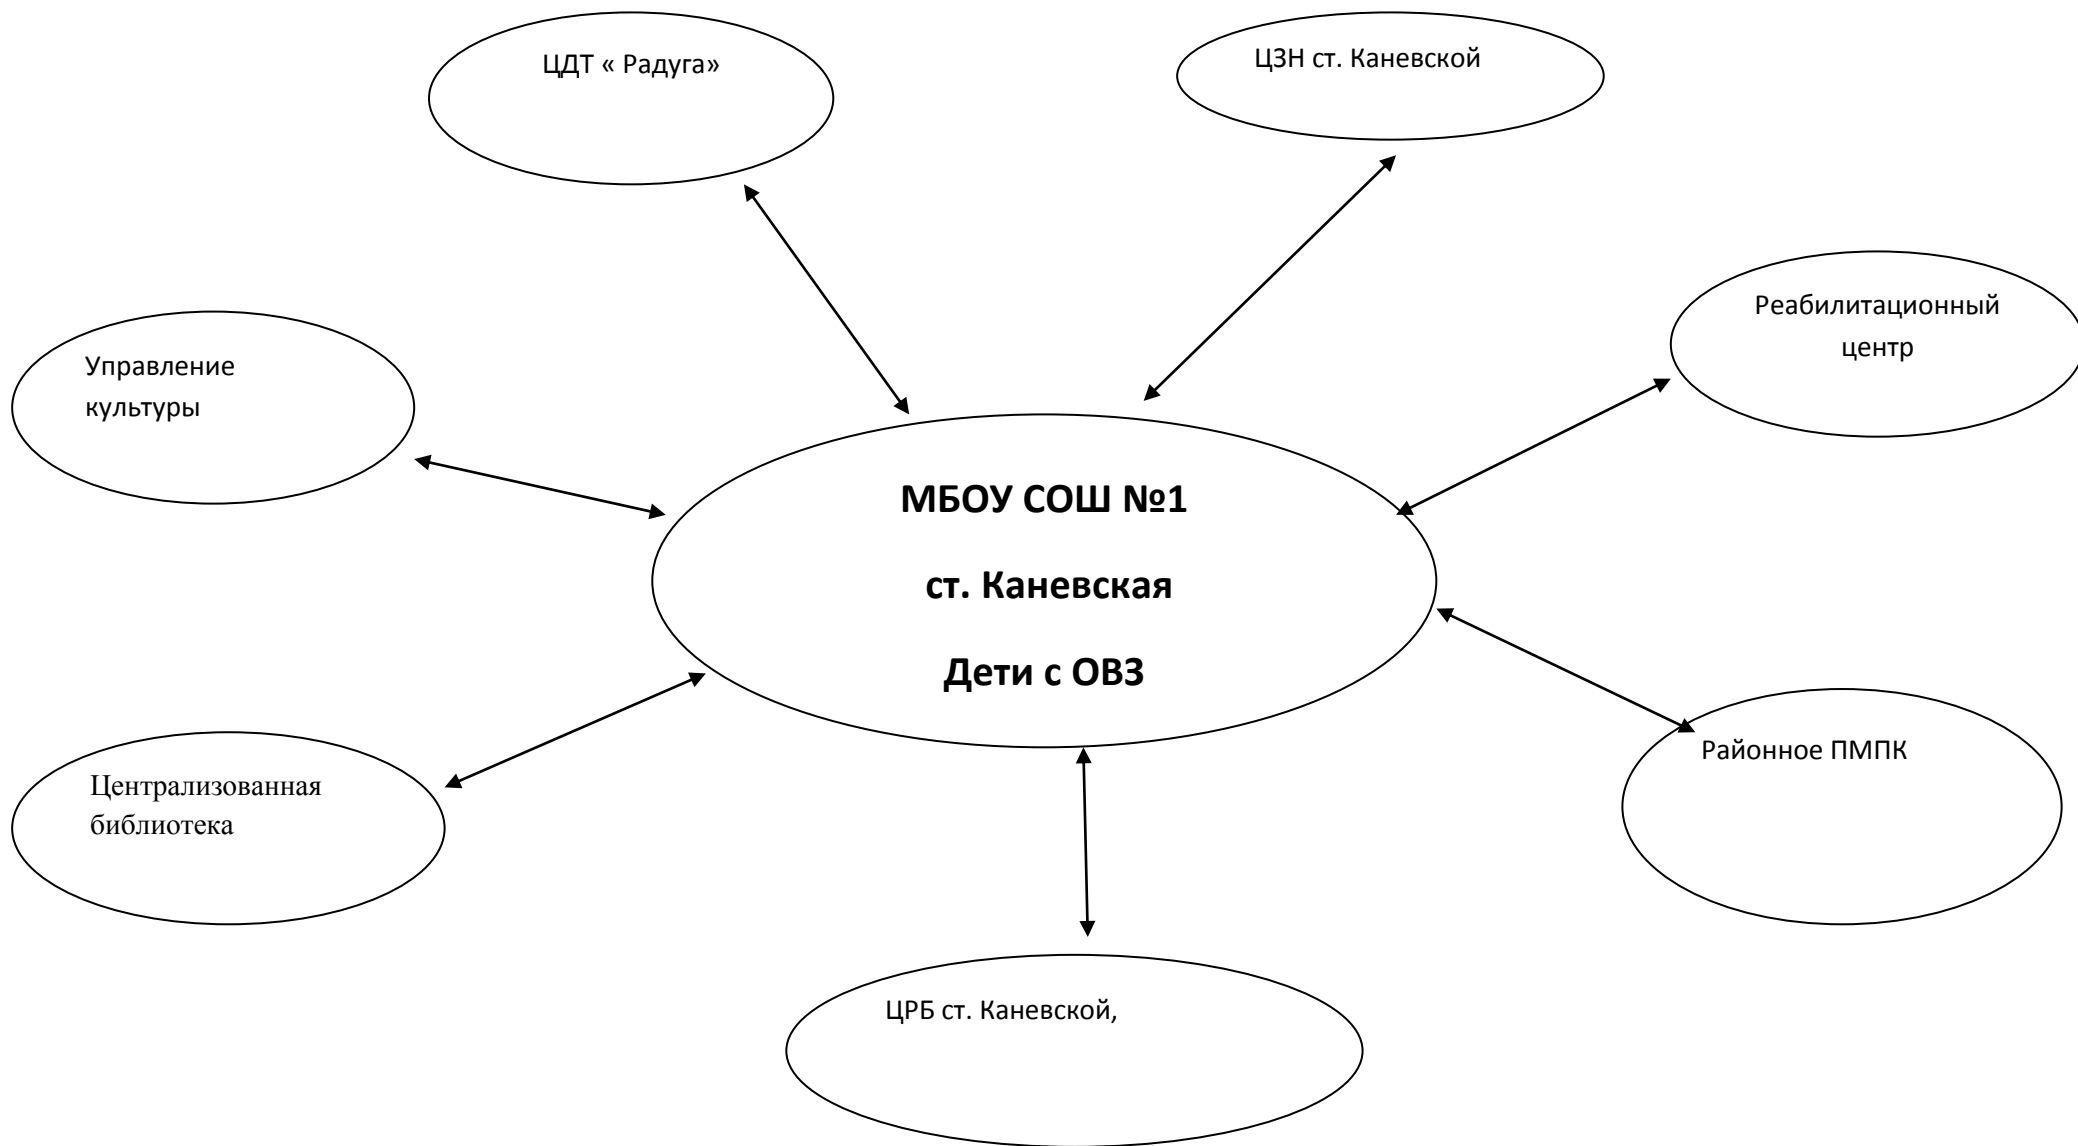 ЦДТ « Радуга»
ЦЗН ст. Каневской
Реабилитационный
центр
Управление
культуры
МБОУ СОШ №1
ст. Каневская
Дети с ОВЗ
Районное ПМПК
Централизованная
библиотека
ЦРБ ст. Каневской,